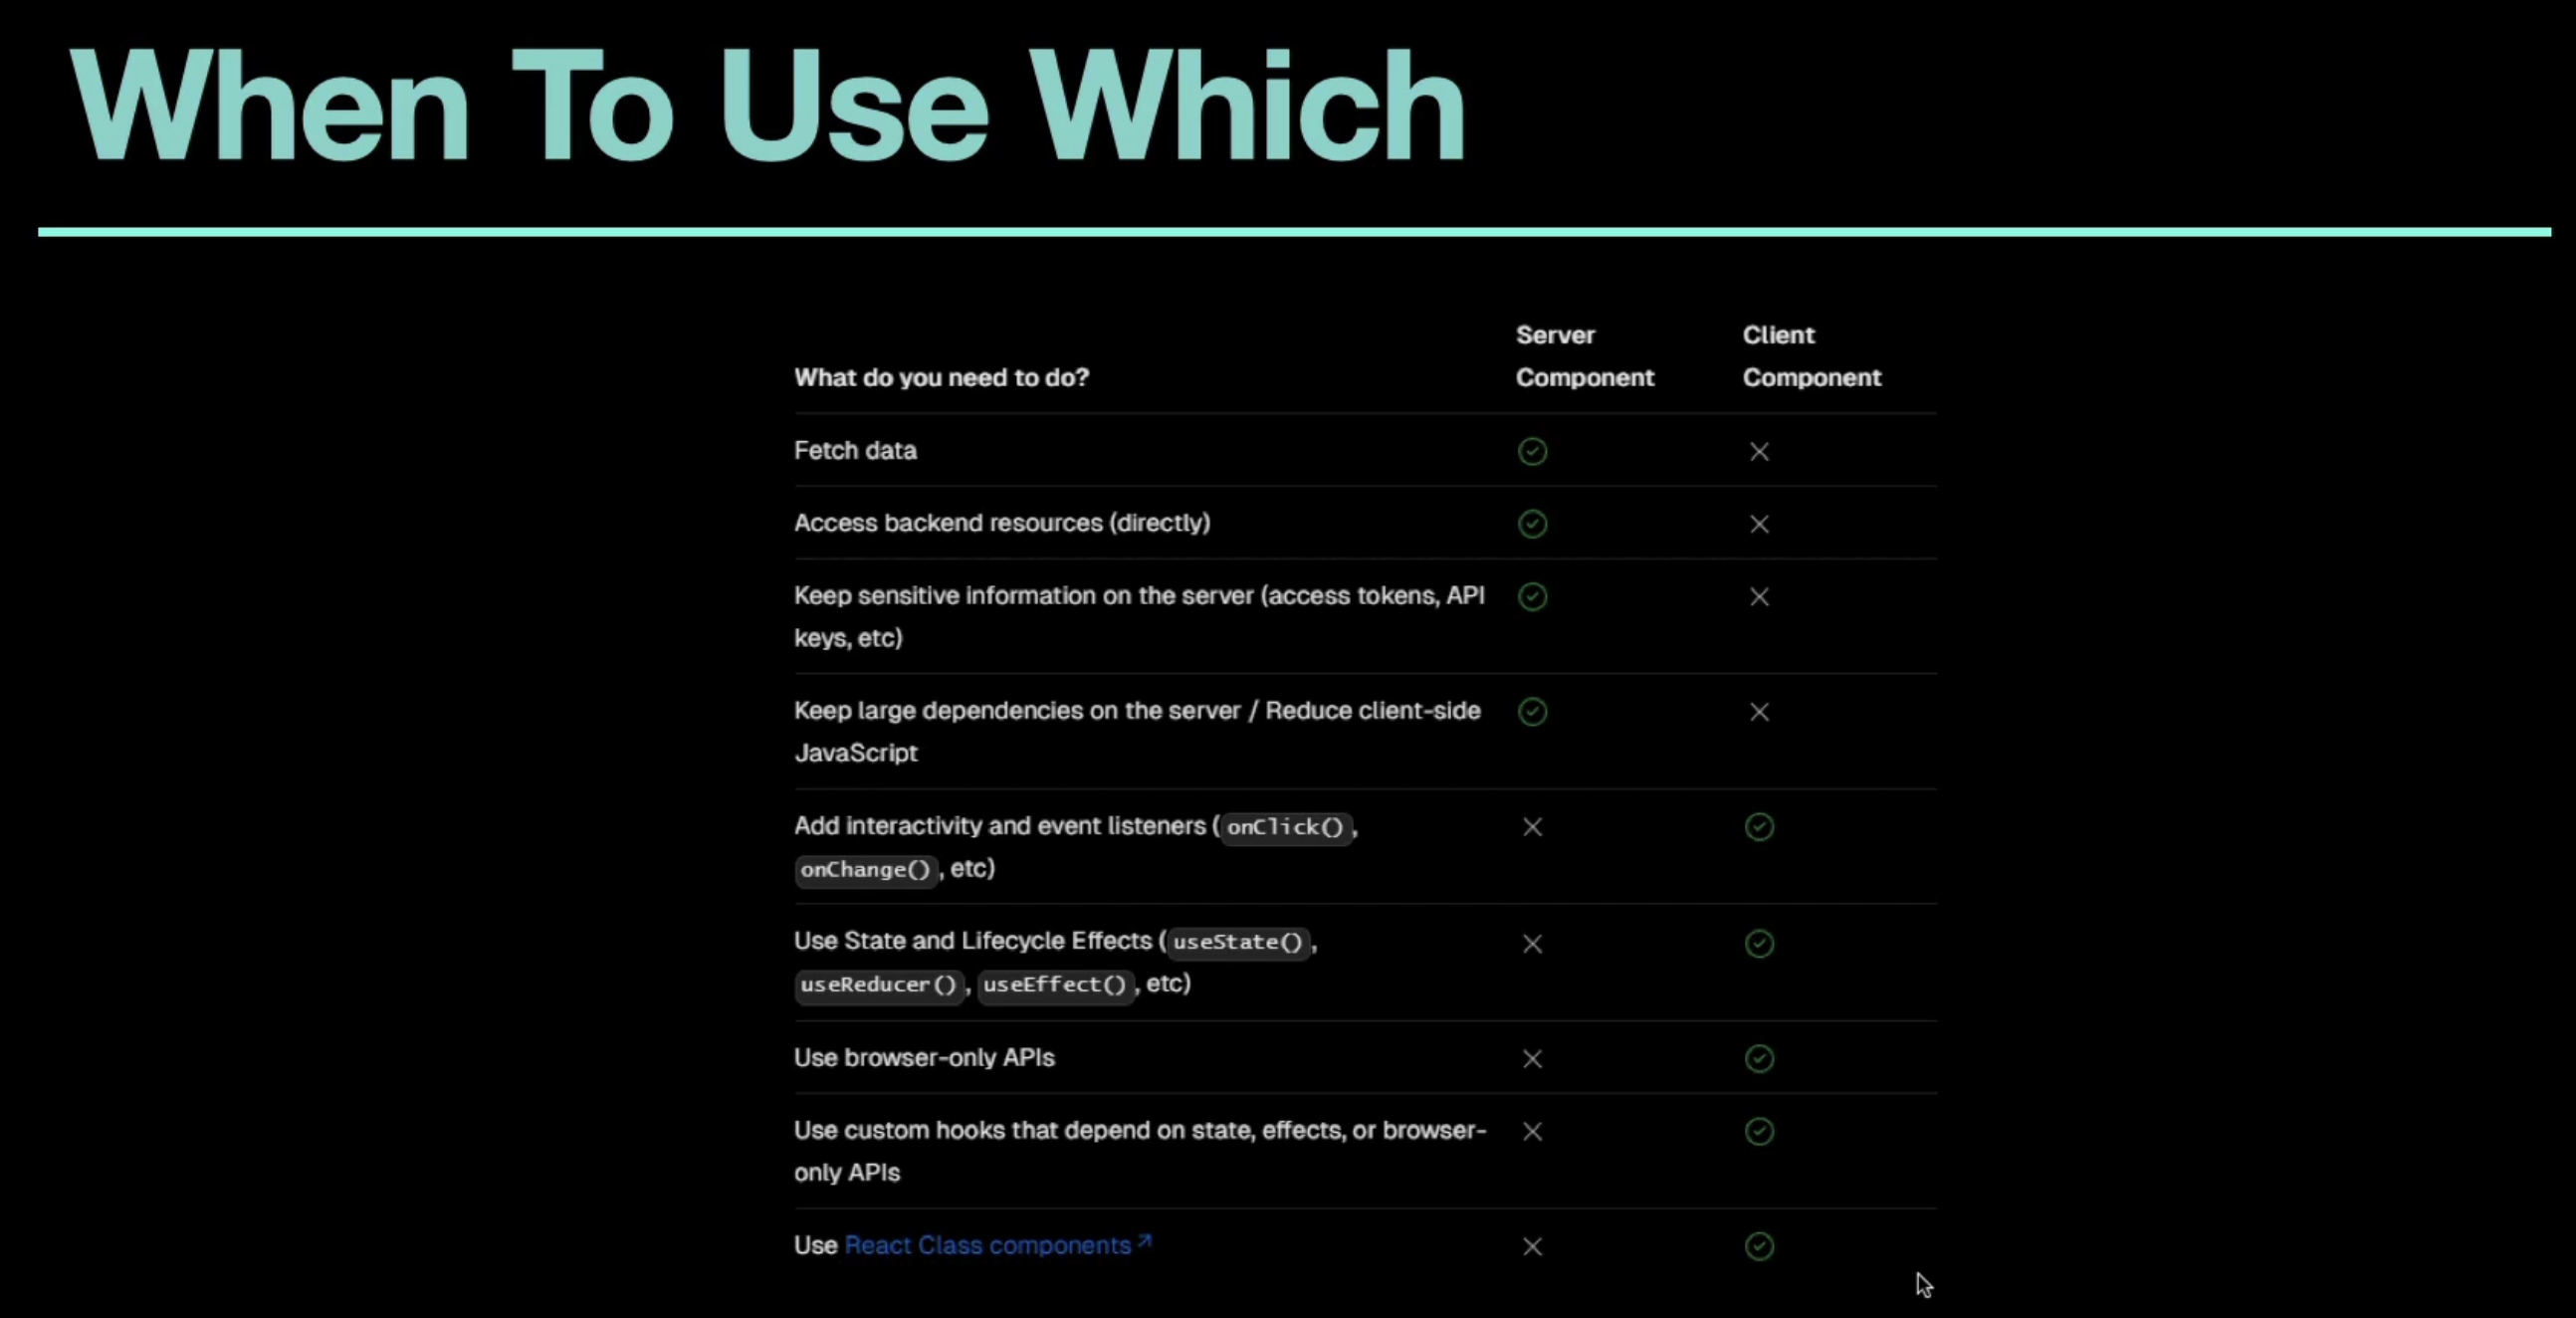 When To Use Which
Server
Client
What do you need to do?
Component
Component
Fetch data
Access backend resources (directly)
Keep sensitive information on the server (access tokens, API
keys, etc)
Keep large dependencies on the server / Reduce client-side
JavaScript
Add interactivity and event listeners (onClick(),
onChange(), etc)
Use State and Lifecycle Effects (useState(),
useReducer(), useEffect(), etc)
Use browser-only APIs
Use custom hooks that depend on state, effects, or browser-
only APIs
Use React Class components